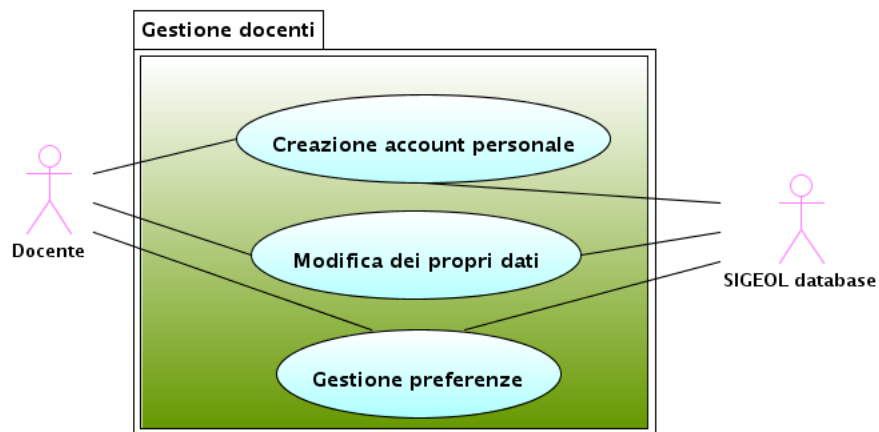 Gestione docenti
Creazione account personale
Docente
Modifica dei propri dati
SIGEOL database
Gestione preferenze